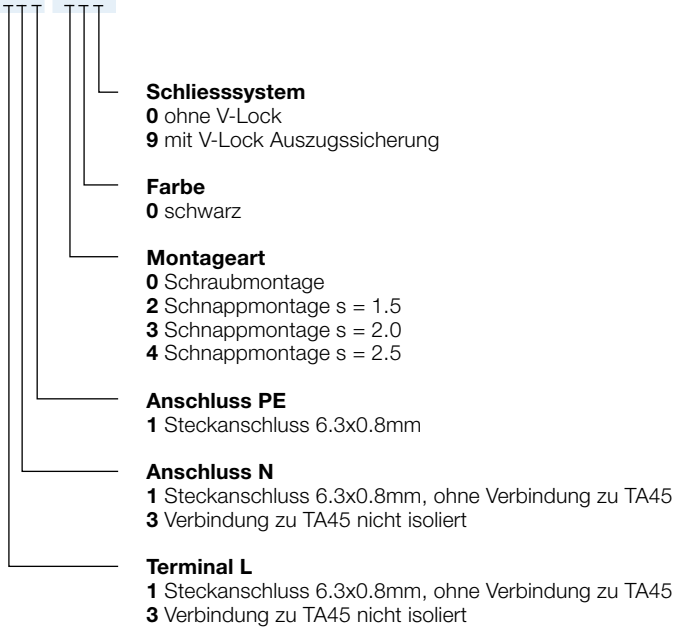 Schliesssystem
0 ohne V-Lock
9 mit V-Lock Auszugssicherung
Farbe
0 schwarz
Montageart
0 Schraubmontage
2 Schnappmontage s = 1.5
3 Schnappmontage s = 2.0
4 Schnappmontage s = 2.5
Anschluss PE
1 Steckanschluss 6.3x0.8mm
Anschluss N
1 Steckanschluss 6.3x0.8mm, ohne Verbindung zu TA45
3 Verbindung zu TA45 nicht isoliert
Terminal L
1 Steckanschluss 6.3x0.8mm, ohne Verbindung zu TA45
3 Verbindung zu TA45 nicht isoliert